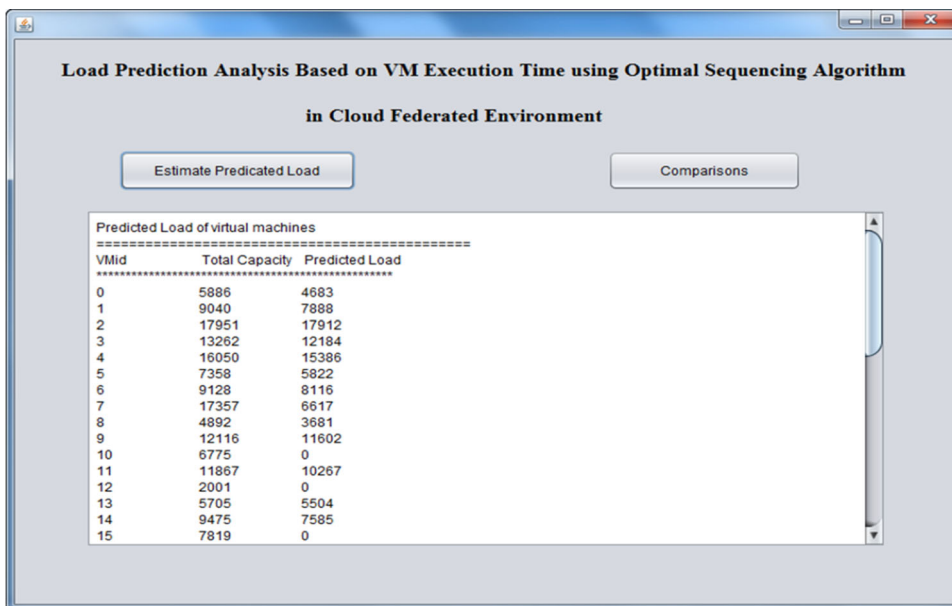 Load Prediction Analysis Based on VM Execution Time using Optimal Sequencing Algorithm
in Cloud Federated Environment
Estimate Predicated Load Comparisons
Predicted Load of virtual machines
==============================================
VMid Total Capacity Predicted Load
****************************************************
0 5886 4683
1 9040 7888
2 17951 17912
3 13262 12184
4 16050 15386
5 7358 5822
6 9128 8116
7 17357 6617
8 4892 3681
9 12116 11602
10 6775 0
11 11867 10267
12 2001 0
13 5705 5504
14 9475 7585
15 7819 0